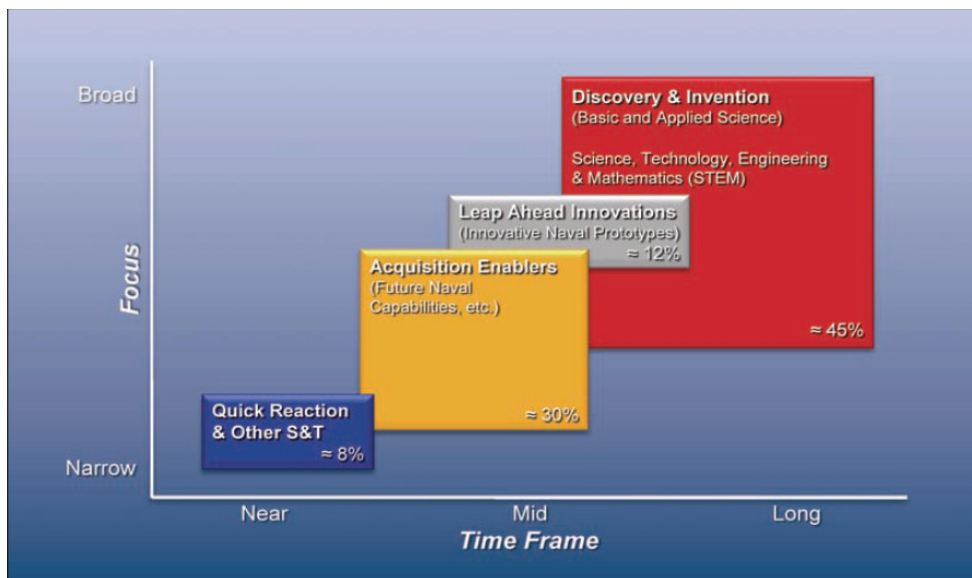 Broad
Focus
Narrow
Discovery & Invention
(Basic and Applied Science)
Science, Technology, Engineering
& Mathematics (STEM)
≈ 45%
Leap Ahead Innovations
(Innovative Naval Prototypes)
≈ 12%
Acquisition Enablers
(Future Naval
Capabilities, etc.)
≈ 30%
Quick Reaction
& Other S&T
≈ 8%
Near
Mid
Long
Time Frame